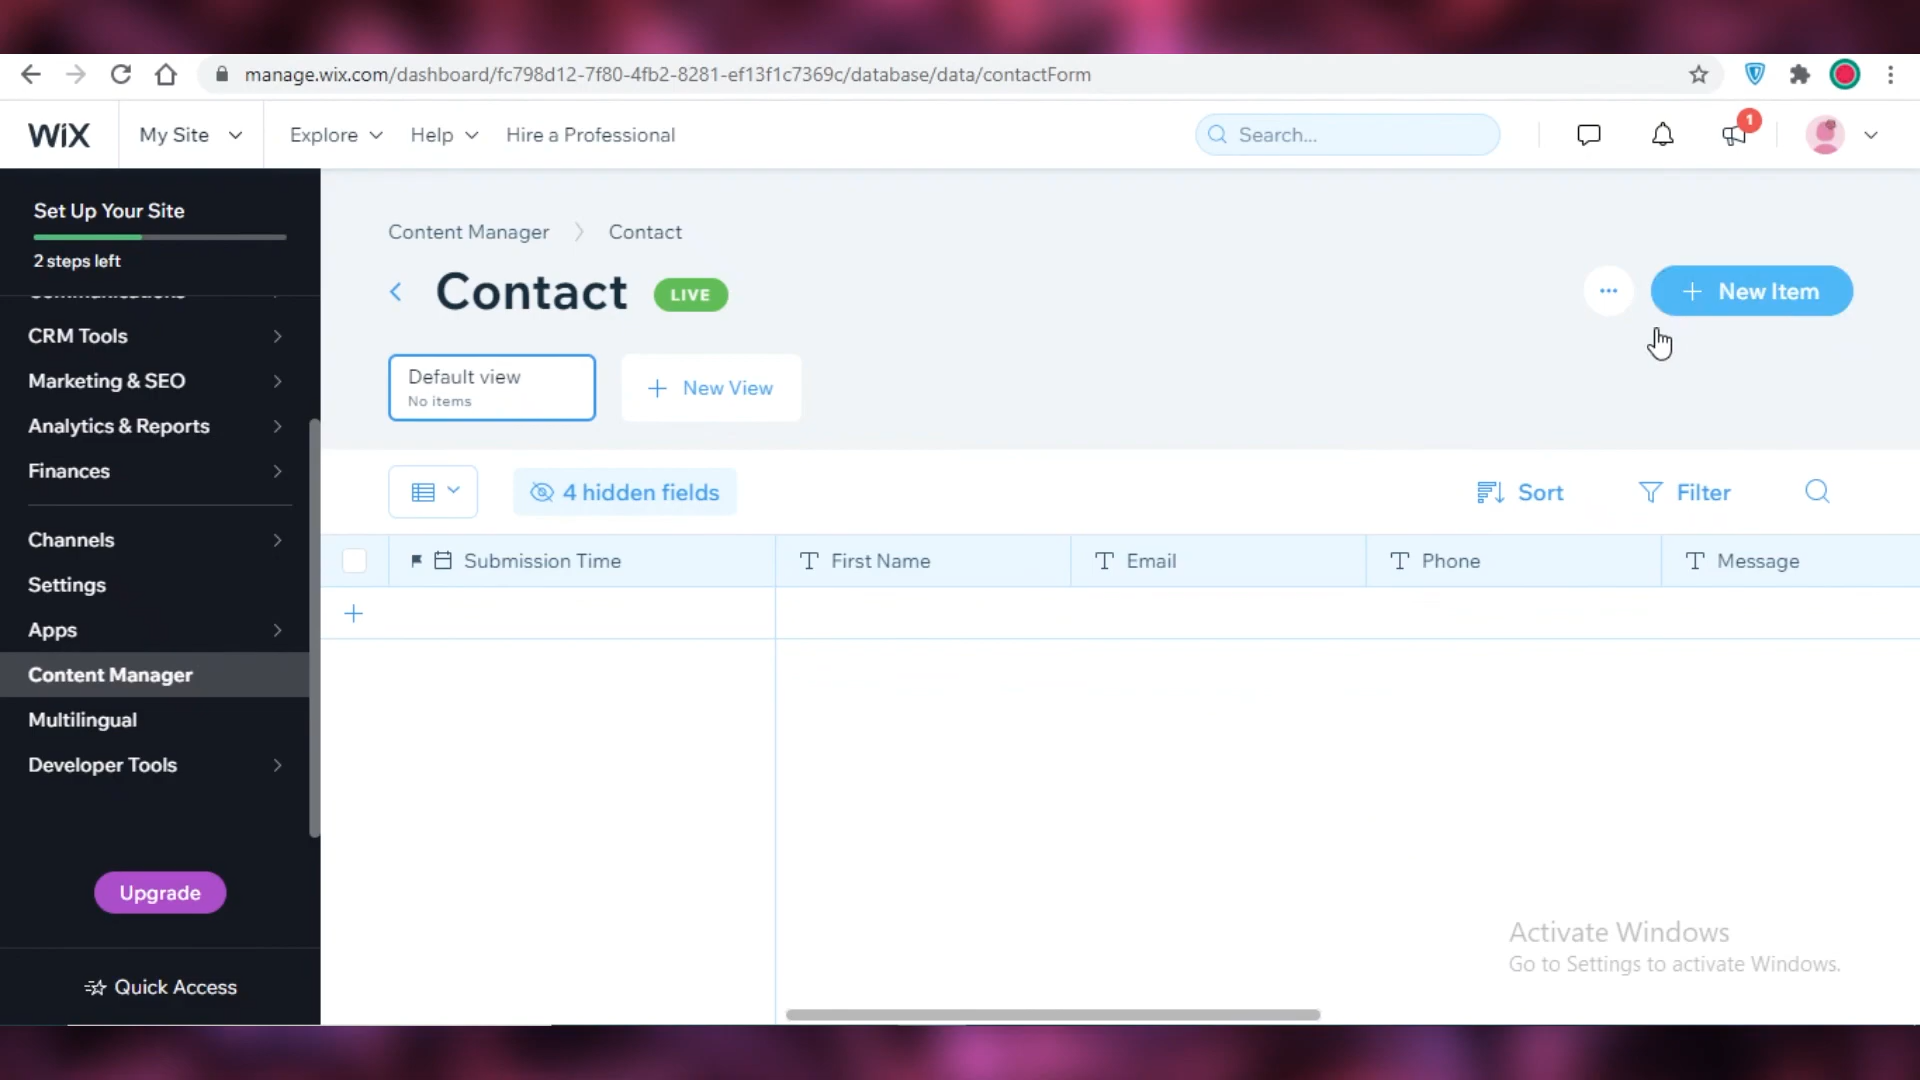 manage.wix.com/dashboard/fc798d12-7f80-4fb2-8281-ef13f1c7369c/database/data/contactForm
WiX
My Site
Explore
Help
Hire a Professional
Search...
1
Set Up Your Site
2 steps left
CRM Tools
Marketing & SEO
Analytics & Reports
Finances
Channels
Settings
Apps
Content Manager
Multilingual
Developer Tools
Upgrade
Quick Access
Content Manager
Contact
Contact
LIVE
New Item
Default view
No items
New View
4 hidden fields
Sort
Filter
Submission Time
First Name
Email
Phone
Message
Activate Windows
Go to Settings to activate Windows.